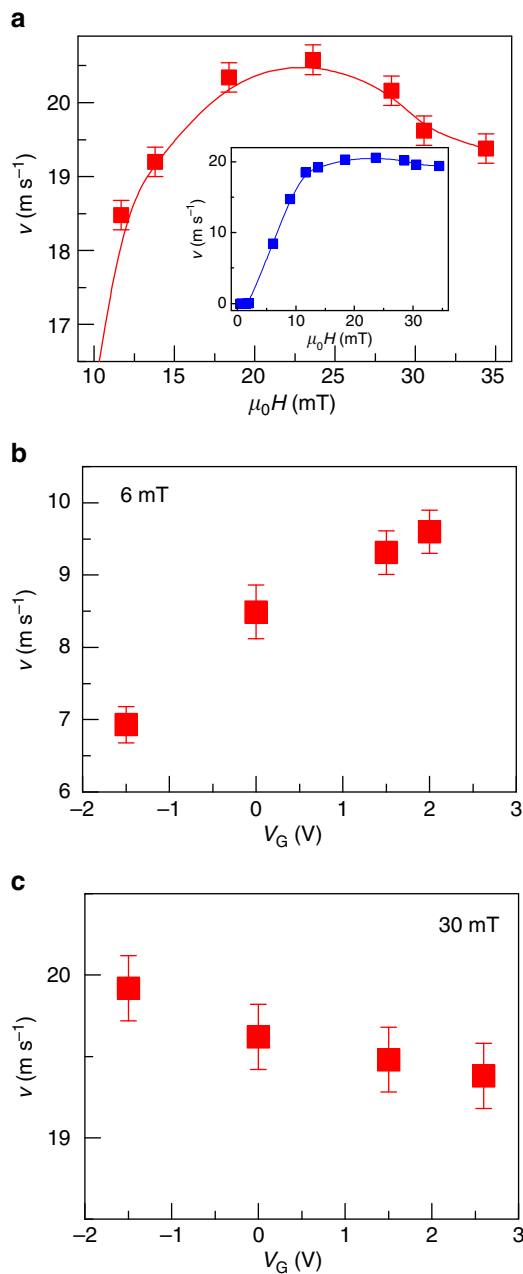 a
20
19
18
17
v (m s⁻¹)
10 15 20 25 30 35
μ₀H (mT)
20
10
0
v (m s⁻¹)
0 10 20 30
μ₀H (mT)
b
6 mT
10
9
8
7
6
v (m s⁻¹)
–2 –1 0 1 2 3
V_G (V)
c
30 mT
20
19
v (m s⁻¹)
–2 –1 0 1 2 3
V_G (V)